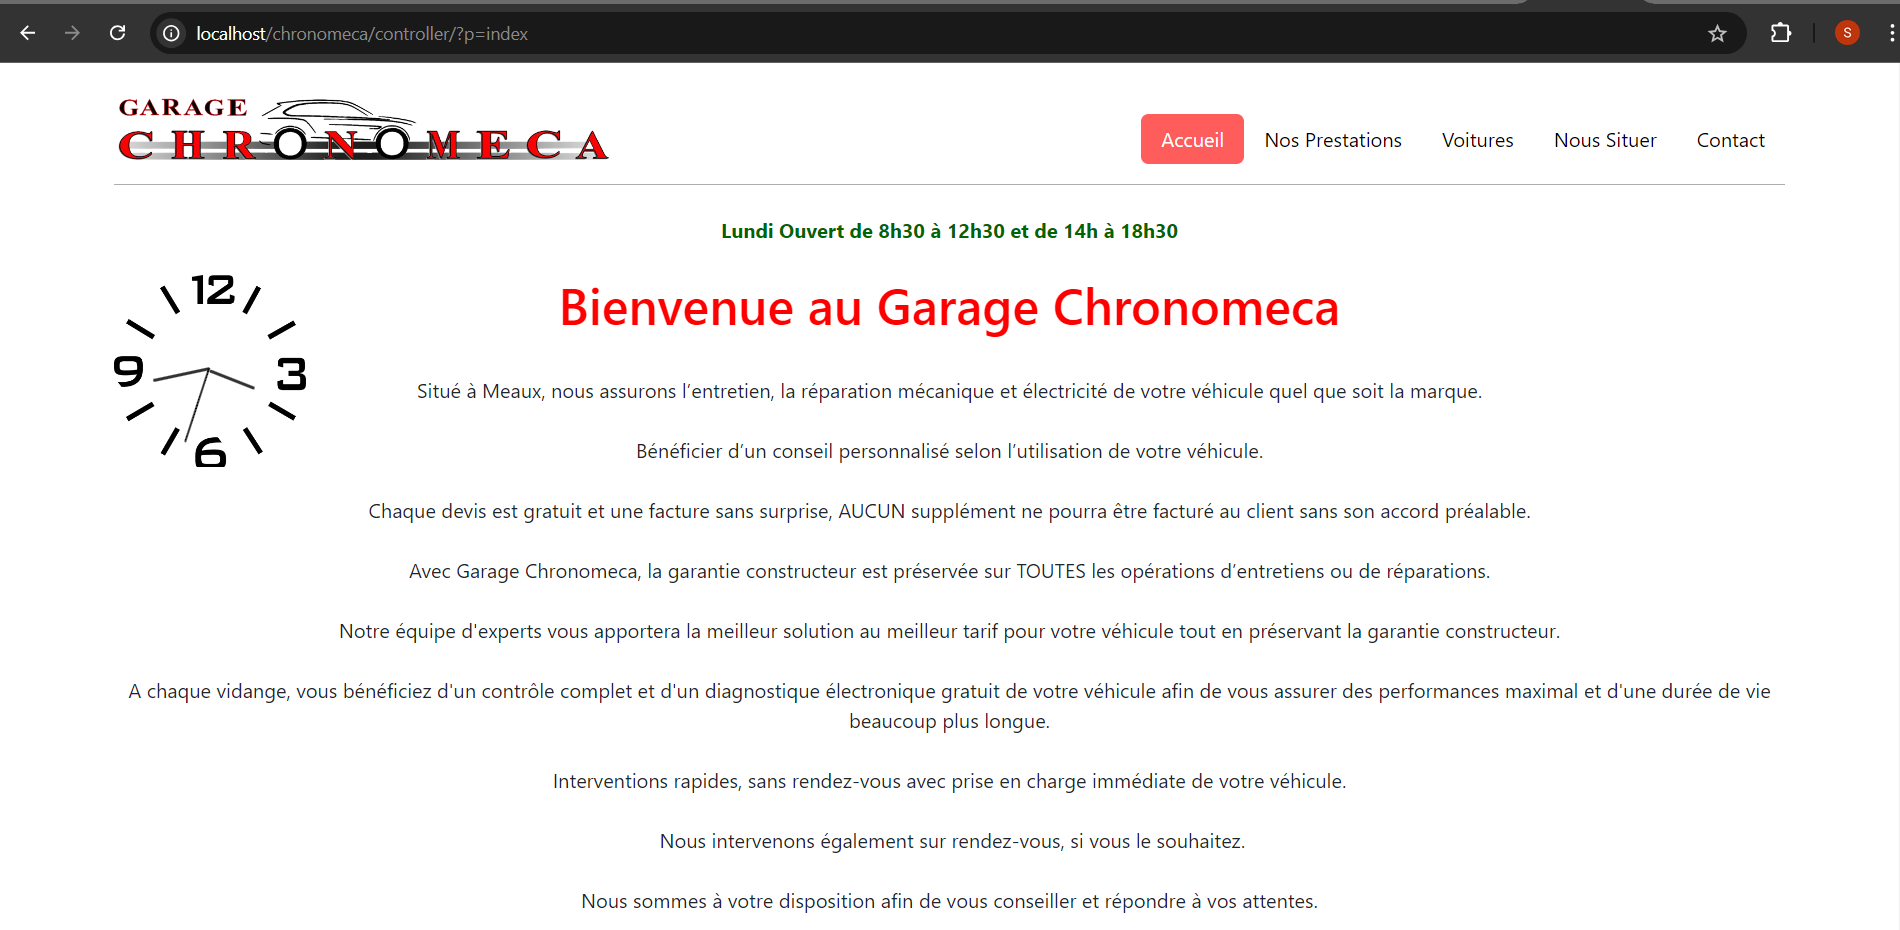 localhost/chronomeca/controller/?p=index
S
GARAGE
CHRONOMECA
Accueil Nos Prestations Voitures Nous Situer Contact
Lundi Ouvert de 8h30 à 12h30 et de 14h à 18h30
12
9
3
6
Bienvenue au Garage Chronomeca
Situé à Meaux, nous assurons l’entretien, la réparation mécanique et électricité de votre véhicule quel que soit la marque.
Bénéficier d’un conseil personnalisé selon l’utilisation de votre véhicule.
Chaque devis est gratuit et une facture sans surprise, AUCUN supplément ne pourra être facturé au client sans son accord préalable.
Avec Garage Chronomeca, la garantie constructeur est préservée sur TOUTES les opérations d’entretiens ou de réparations.
Notre équipe d'experts vous apportera la meilleur solution au meilleur tarif pour votre véhicule tout en préservant la garantie constructeur.
A chaque vidange, vous bénéficiez d'un contrôle complet et d'un diagnostique électronique gratuit de votre véhicule afin de vous assurer des performances maximal et d'une durée de vie
beaucoup plus longue.
Interventions rapides, sans rendez-vous avec prise en charge immédiate de votre véhicule.
Nous intervenons également sur rendez-vous, si vous le souhaitez.
Nous sommes à votre disposition afin de vous conseiller et répondre à vos attentes.